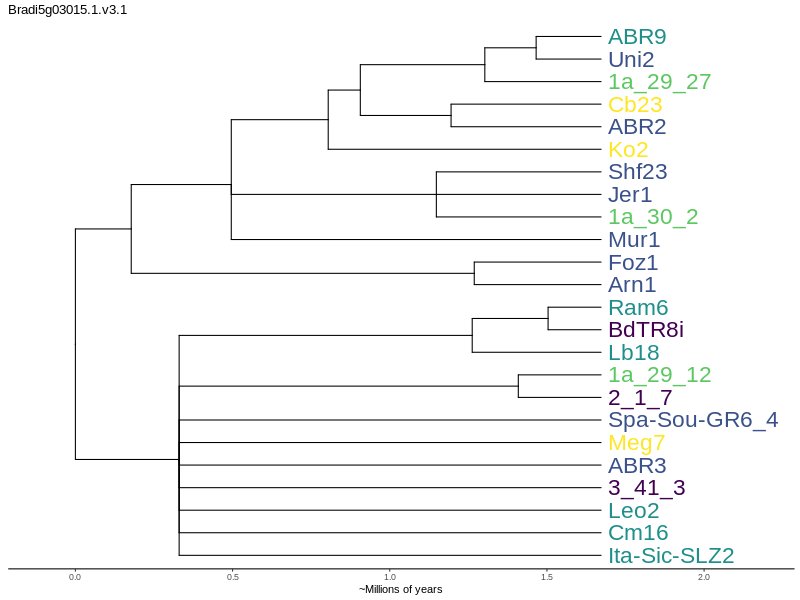 Bradi5g03015.1.v3.1
ABR9
Uni2
1a_29_27
Cb23
ABR2
Ko2
Shf23
Jer1
1a_30_2
Mur1
Foz1
Arn1
Ram6
BdTR8i
Lb18
1a_29_12
2_1_7
Spa-Sou-GR6_4
Meg7
ABR3
3_41_3
Leo2
Cm16
Ita-Sic-SLZ2
0.0 0.5 1.0 1.5 2.0
~Millions of years